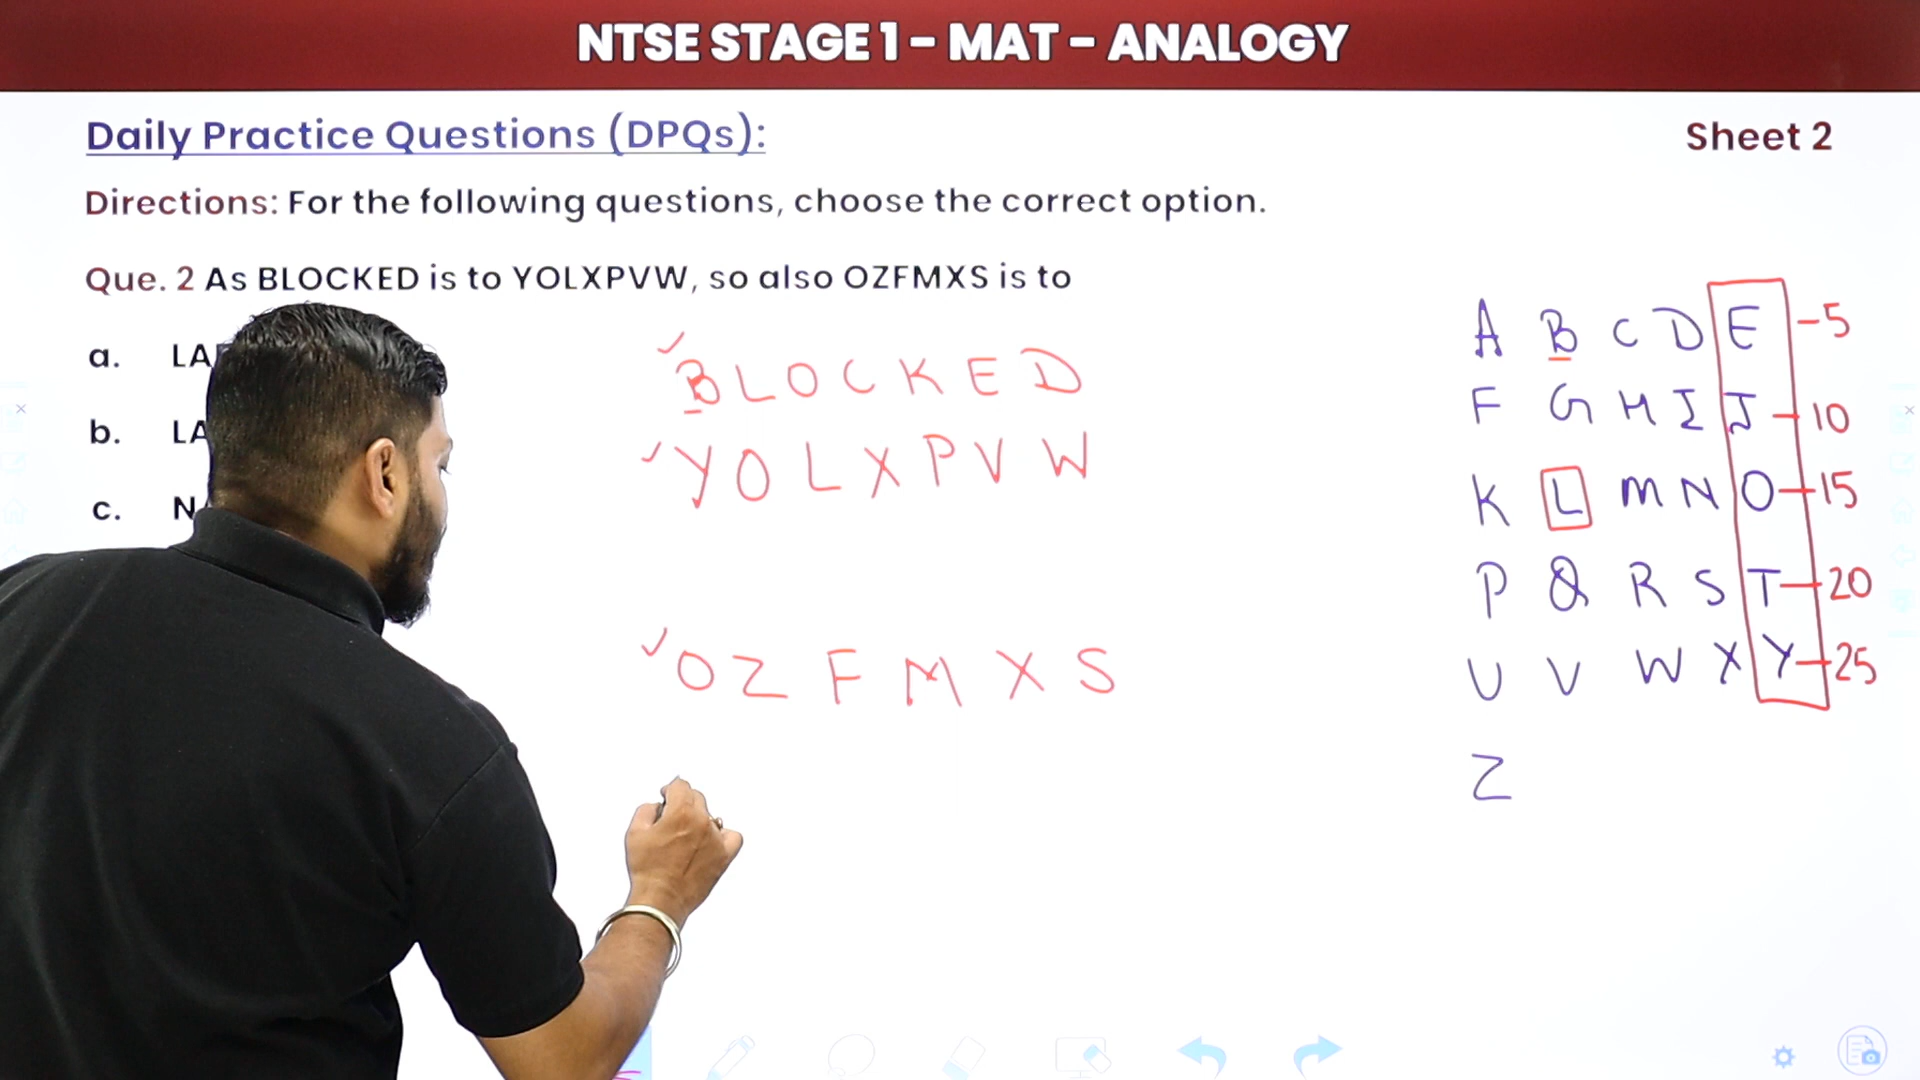 NTSE STAGE 1 - MAT - ANALOGY
Daily Practice Questions (DPQs):
Sheet 2
Directions: For the following questions, choose the correct option.
Que. 2 As BLOCKED is to YOLXPVW, so also OZFMXS is to
a.
b.
c.
BLOCKED
YOLXPVW
OZFMXS
A B C D E - 5
F G H I J - 10
K L M N O - 15
P Q R S T - 20
U V W X Y - 25
Z